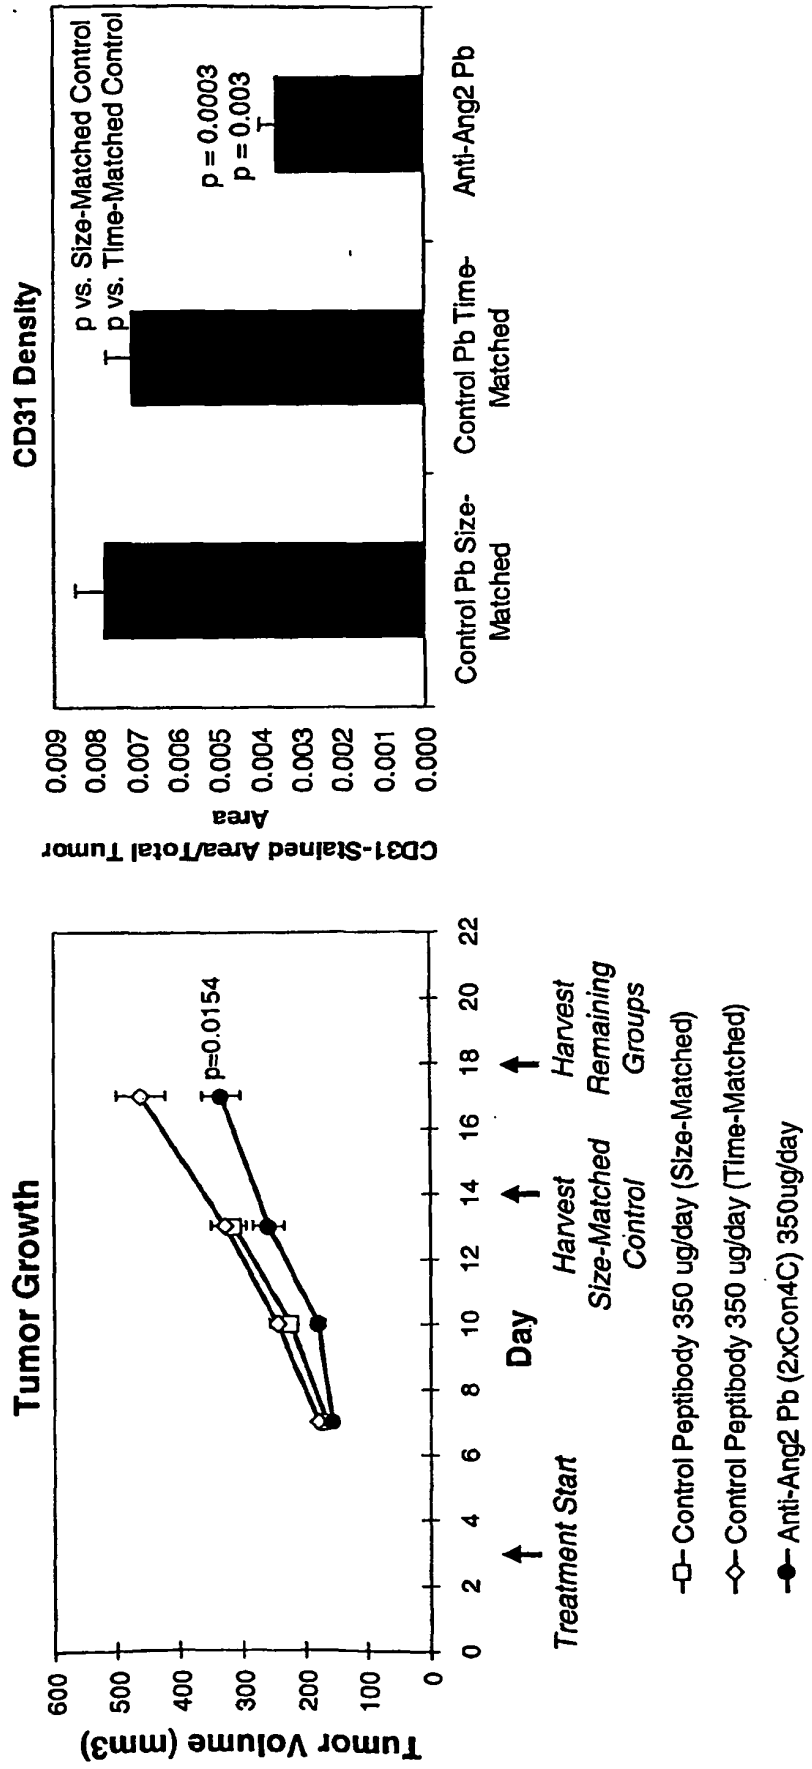 Tumor Growth
Tumor Volume (mm3)
600
500
400
300
200
100
0
0 2 4 6 8 10 12 14 16 18 20 22
p=0.0154
Day
Treatment Start
Harvest
Size-Matched
Control
Harvest
Remaining
Groups
Control Peptibody 350 ug/day (Size-Matched)
Control Peptibody 350 ug/day (Time-Matched)
Anti-Ang2 Pb (2xCon4C) 350ug/day
CD31 Density
CD31-Stained Area/Total Tumor
Area
0.009
0.008
0.007
0.006
0.005
0.004
0.003
0.002
0.001
0.000
p vs. Size-Matched Control
p vs. Time-Matched Control
p = 0.0003
p = 0.003
Control Pb Size-
Matched
Control Pb Time-
Matched
Anti-Ang2 Pb